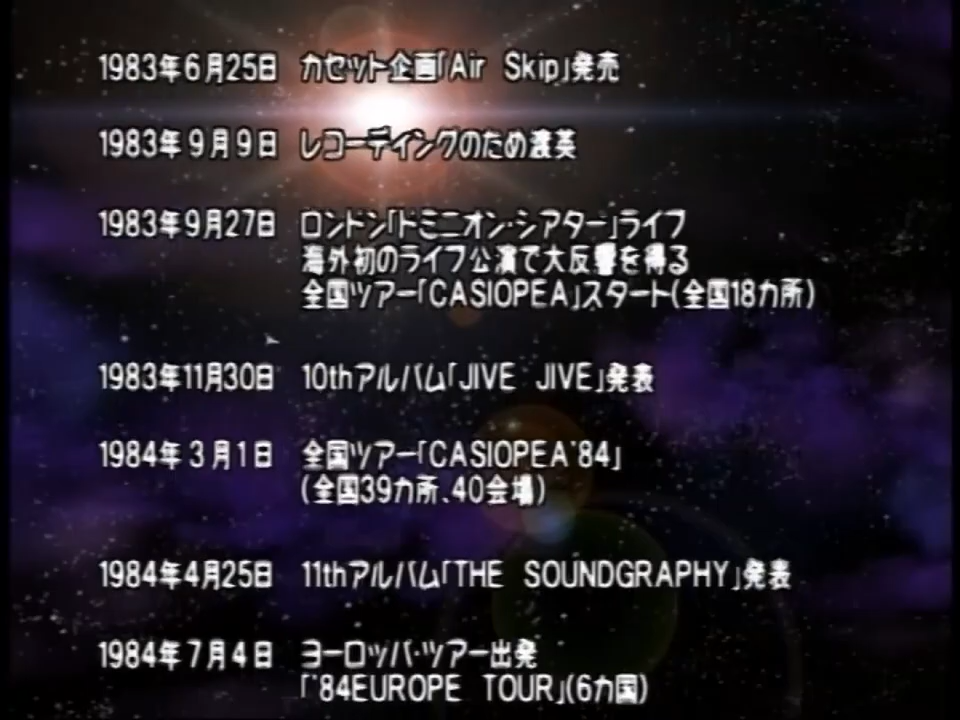 1983年6月25日 カセット企画「Air Skip」発売
1983年9月9日 レコーディングのため渡英
1983年9月27日 ロンドン「ドミニオン・シアター」ライブ
海外初のライブ公演で大反響を得る
全国ツアー「CASIOPEA」スタート(全国18カ所)
1983年11月30日 10thアルバム「JIVE JIVE」発表
1984年3月1日 全国ツアー「CASIOPEA'84」
(全国39カ所、40会場)
1984年4月25日 11thアルバム「THE SOUNDGRAPHY」発表
1984年7月4日 ヨーロッパ・ツアー出発
「'84EUROPE TOUR」(6カ国)